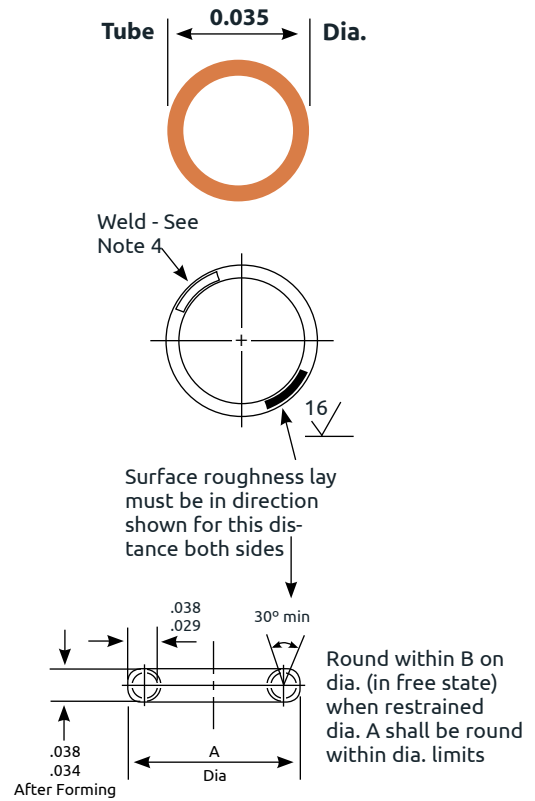 Tube 0.035 Dia.
Weld - See
Note 4
16
Surface roughness lay
must be in direction
shown for this dis-
tance both sides
.038
.029
30º min
Round within B on
dia. (in free state)
when restrained
dia. A shall be round
within dia. limits
.038
.034
After Forming
A
Dia